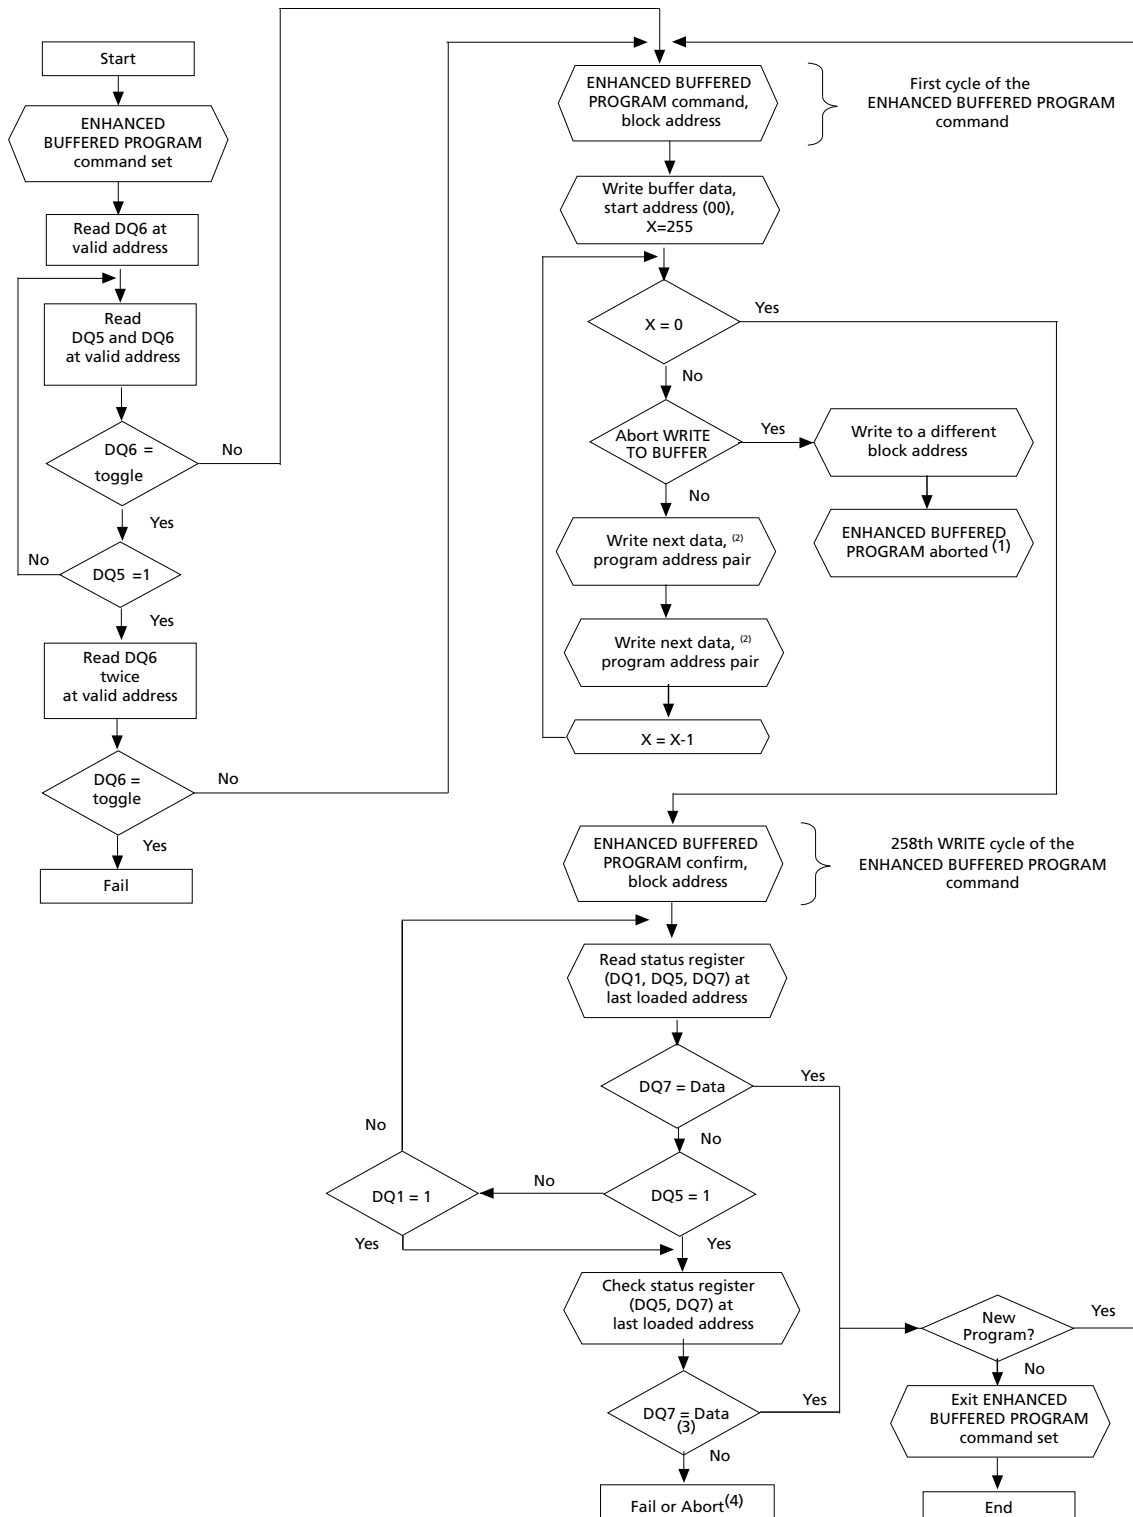 Start
ENHANCED
BUFFERED PROGRAM
command set
Read DQ6 at
valid address
Read
DQ5 and DQ6
at valid address
DQ6 =
toggle
No
Yes
No
DQ5 =1
Yes
Read DQ6
twice
at valid address
DQ6 =
toggle
No
Yes
Fail
ENHANCED BUFFERED
PROGRAM command,
block address
First cycle of the
ENHANCED BUFFERED PROGRAM
command
Write buffer data,
start address (00),
X=255
X = 0
Yes
No
Abort WRITE
TO BUFFER
Yes
Write to a different
block address
No
ENHANCED BUFFERED
PROGRAM aborted (1)
Write next data, (2)
program address pair
Write next data, (2)
program address pair
X = X-1
ENHANCED BUFFERED
PROGRAM confirm,
block address
258th WRITE cycle of the
ENHANCED BUFFERED PROGRAM
command
Read status register
(DQ1, DQ5, DQ7) at
last loaded address
DQ7 = Data
Yes
No
No
DQ1 = 1
No
DQ5 = 1
Yes
Yes
Check status register
(DQ5, DQ7) at
last loaded address
New
Program?
Yes
No
DQ7 = Data
(3)
Yes
No
Exit ENHANCED
BUFFERED PROGRAM
command set
Fail or Abort(4)
End